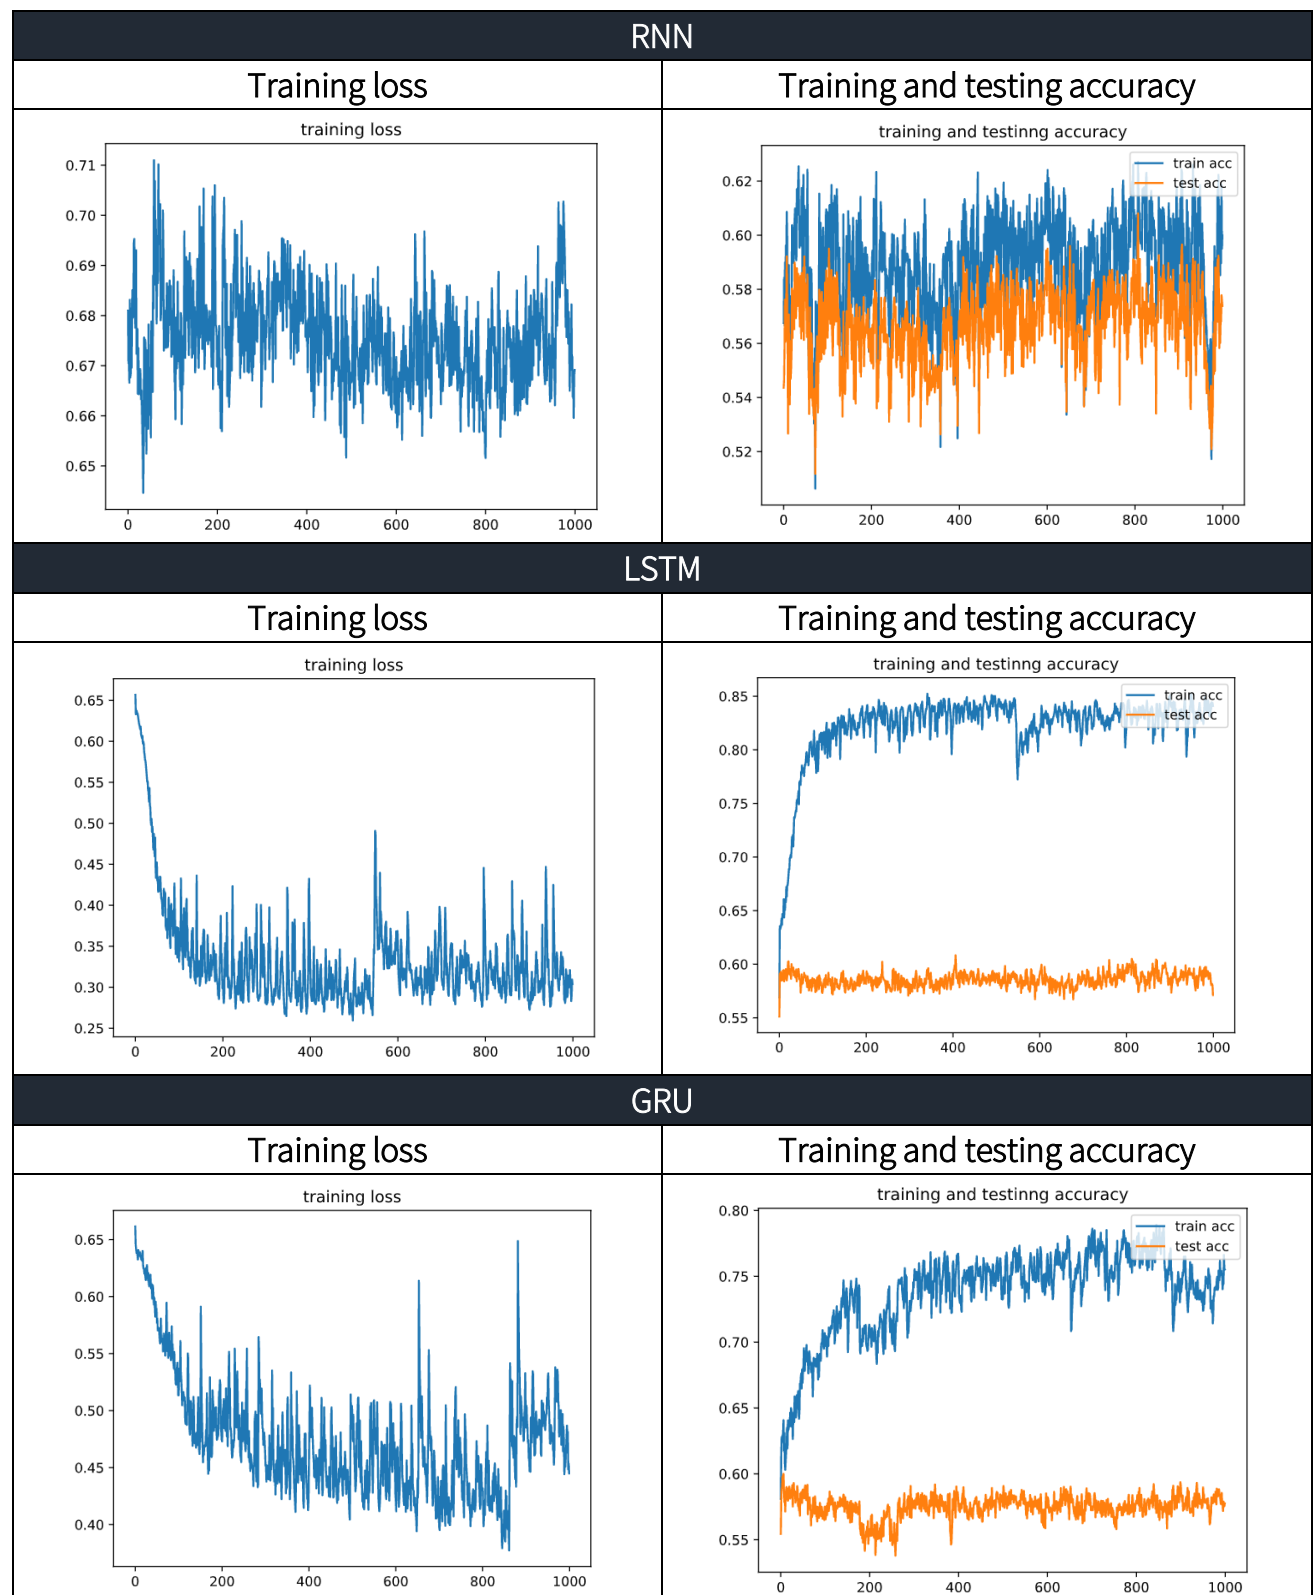 RNN
Training loss
Training and testing accuracy
training loss
0.71
0.70
0.69
0.68
0.67
0.66
0.65
0 200 400 600 800 1000
training and testinng accuracy
train acc
test acc
0.62
0.60
0.58
0.56
0.54
0.52
0 200 400 600 800 1000
LSTM
Training loss
Training and testing accuracy
training loss
0.65
0.60
0.55
0.50
0.45
0.40
0.35
0.30
0.25
0 200 400 600 800 1000
training and testinng accuracy
train acc
test acc
0.85
0.80
0.75
0.70
0.65
0.60
0.55
0 200 400 600 800 1000
GRU
Training loss
Training and testing accuracy
training loss
0.65
0.60
0.55
0.50
0.45
0.40
0 200 400 600 800 1000
training and testinng accuracy
train acc
test acc
0.80
0.75
0.70
0.65
0.60
0.55
0 200 400 600 800 1000